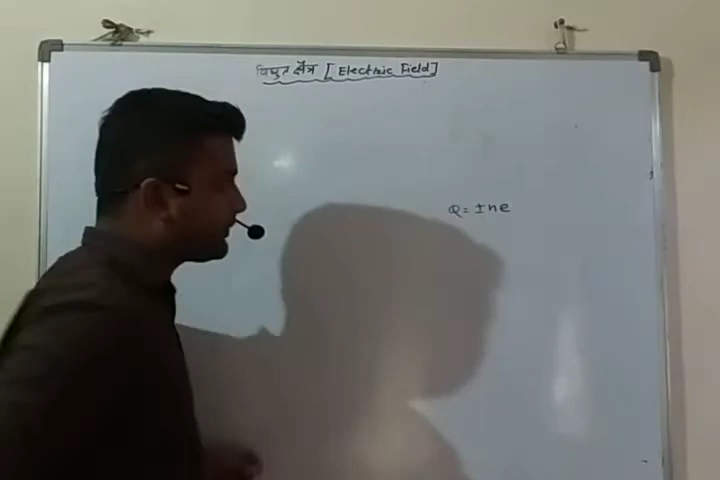 विद्युत क्षेत्र [Electric Field]
Q = ±ne